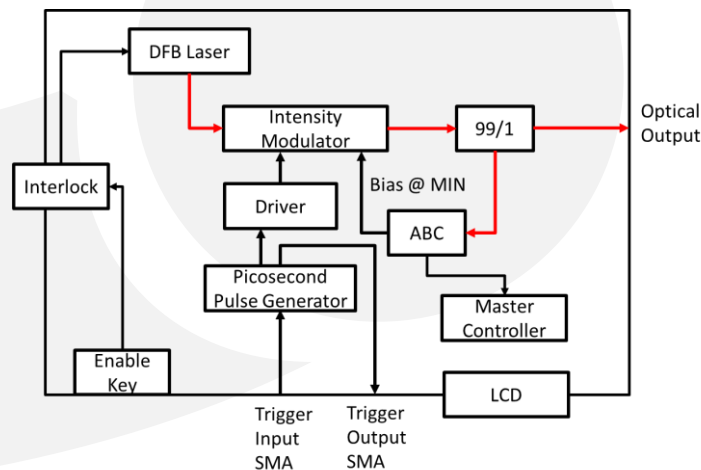 DFB Laser
Intensity
Modulator
99/1
Optical
Output
Interlock
Bias @ MIN
Driver
ABC
Picosecond
Pulse Generator
Master
Controller
Enable
Key
LCD
Trigger
Input
SMA
Trigger
Output
SMA